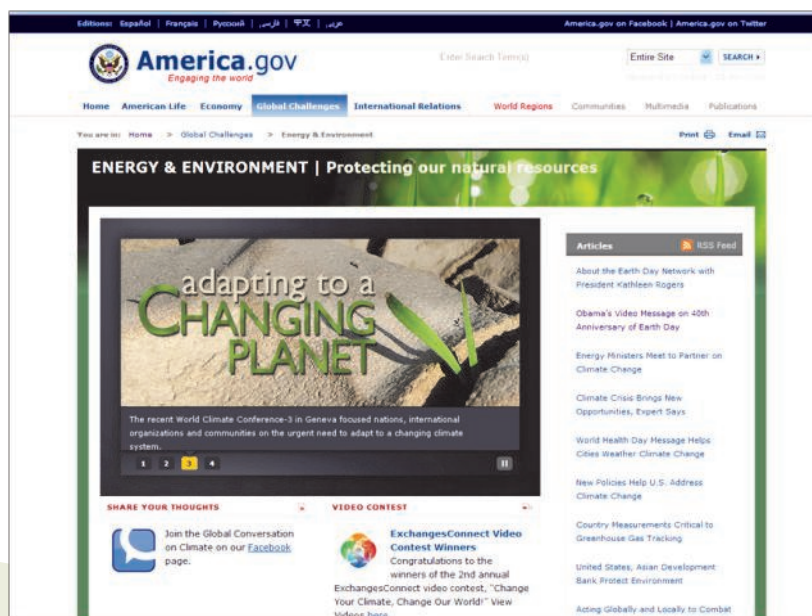 Editions: Español | Français | Русский | فارسی | 中文 | عربي
America.gov on Facebook | America.gov on Twitter
America.gov
Engaging the world
Enter Search Term(s)
Entire Site
SEARCH
Home American Life Economy Global Challenges International Relations World Regions Communities Multimedia Publications
You are in: Home > Global Challenges > Energy & Environment
Print Email
ENERGY & ENVIRONMENT | Protecting our natural resources
adapting to a
CHANGING
PLANET
The recent World Climate Conference-3 in Geneva focused nations, international
organizations and communities on the urgent need to adapt to a changing climate
system.
1 2 3 4
SHARE YOUR THOUGHTS
Join the Global Conversation
on Climate on our Facebook
page.
VIDEO CONTEST
ExchangesConnect Video
Contest Winners
Congratulations to the
winners of the 2nd annual
ExchangesConnect video contest, "Change
Your Climate, Change Our World!" View
Videos here
Articles
RSS Feed
About the Earth Day Network with
President Kathleen Rogers
Obama's Video Message on 40th
Anniversary of Earth Day
Energy Ministers Meet to Partner on
Climate Change
Climate Crisis Brings New
Opportunities, Expert Says
World Health Day Message Helps
Cities Weather Climate Change
New Policies Help U.S. Address
Climate Change
Country Measurements Critical to
Greenhouse Gas Tracking
United States, Asian Development
Bank Protect Environment
Acting Globally and Locally to Combat